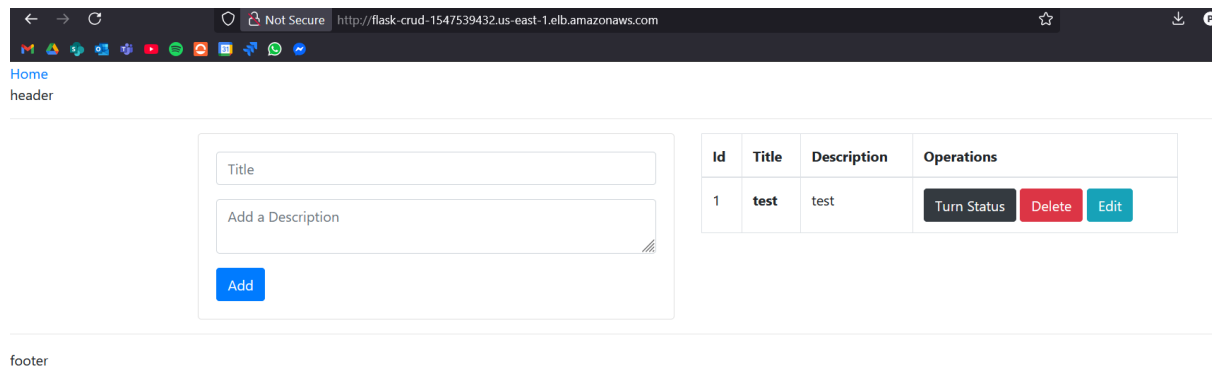 Not Secure http://flask-crud-1547539432.us-east-1.elb.amazonaws.com
31
Home
header
Title
Add a Description
Add
Id Title Description Operations
1 test test Turn Status Delete Edit
footer